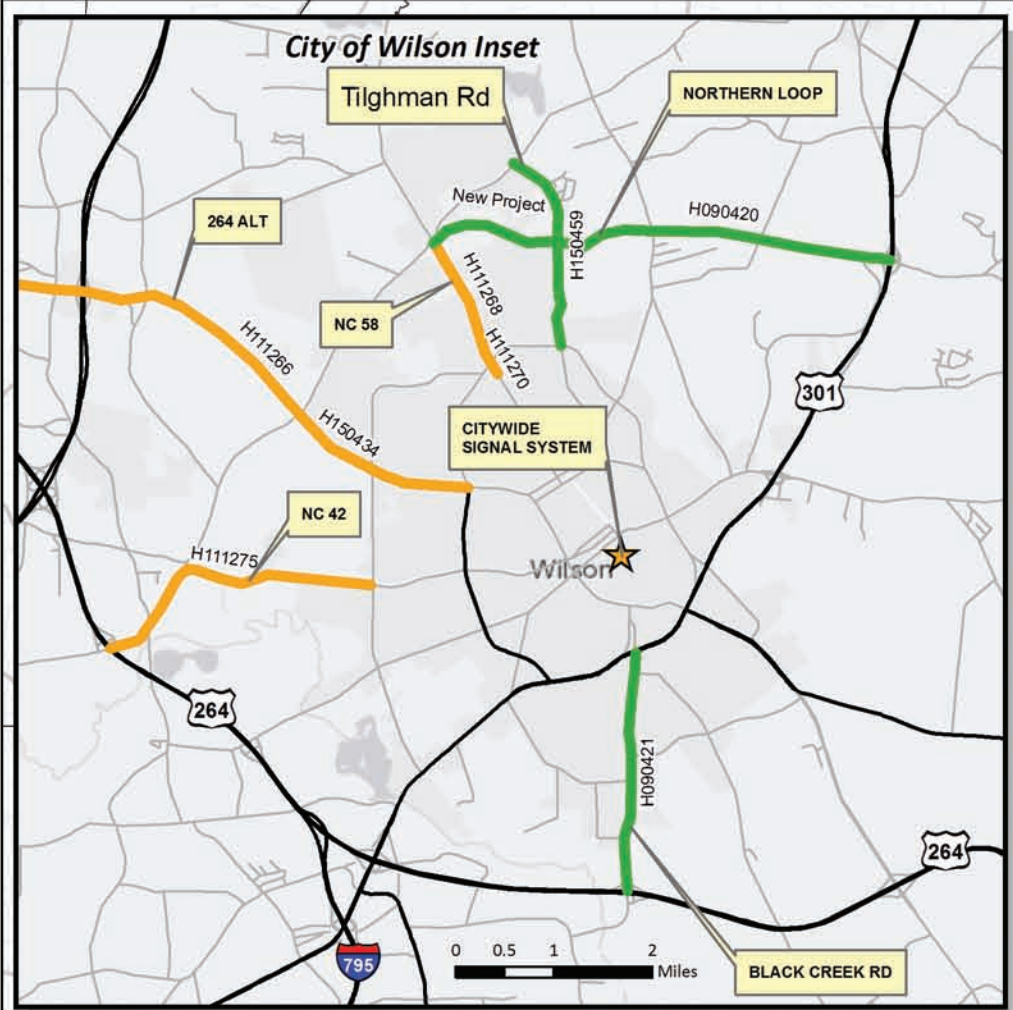 City of Wilson Inset
Tilghman Rd
NORTHERN LOOP
New Project
264 ALT
H090420
H150459
H111268
NC 58
H111270
H111266
301
H150434
CITYWIDE
SIGNAL SYSTEM
NC 42
H111275
Wilson
264
H090421
264
795
0 0.5 1 2
Miles
BLACK CREEK RD